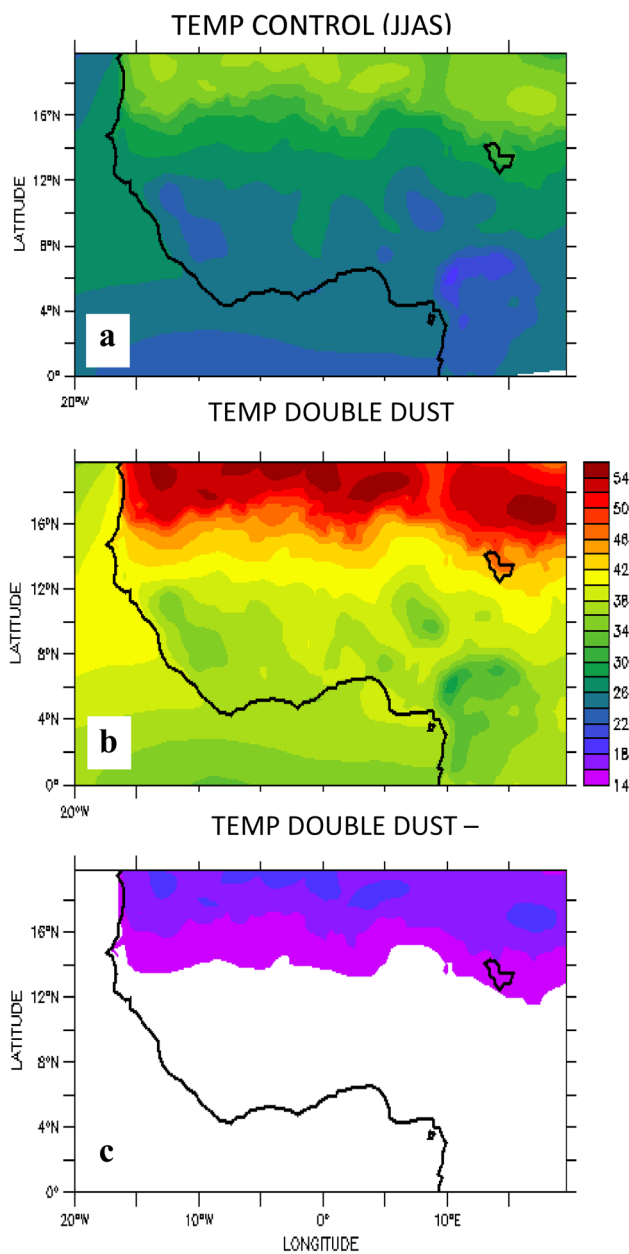 TEMP CONTROL (JJAS)
16°N
12°N
8°N
4°N
0°
LATITUDE
a
20°W
TEMP DOUBLE DUST
16°N
12°N
8°N
4°N
0°
LATITUDE
b
20°W
54
50
46
42
38
34
30
26
22
18
14
TEMP DOUBLE DUST –
16°N
12°N
8°N
4°N
0°
LATITUDE
c
20°W 10°W 0° 10°E
LONGITUDE